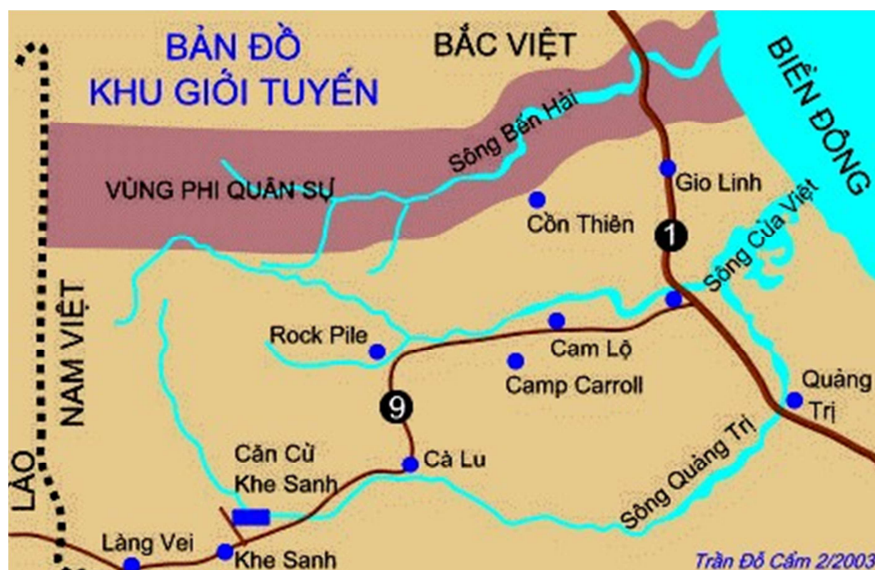 BẢN ĐỒ
KHU GIỚI TUYẾN
BẮC VIỆT
BIỂN ĐÔNG
Sông Bến Hải
VÙNG PHI QUÂN SỰ
Gio Linh
Cồn Thiên
1
Sông Cửa Việt
NAM VIỆT
LÀO
Rock Pile
Cam Lộ
Camp Carroll
Quảng
Trị
9
Căn Cứ
Khe Sanh
Cà Lu
Sông Quảng Trị
Làng Vei
Khe Sanh
Trần Đỗ Cẩm 2/2003